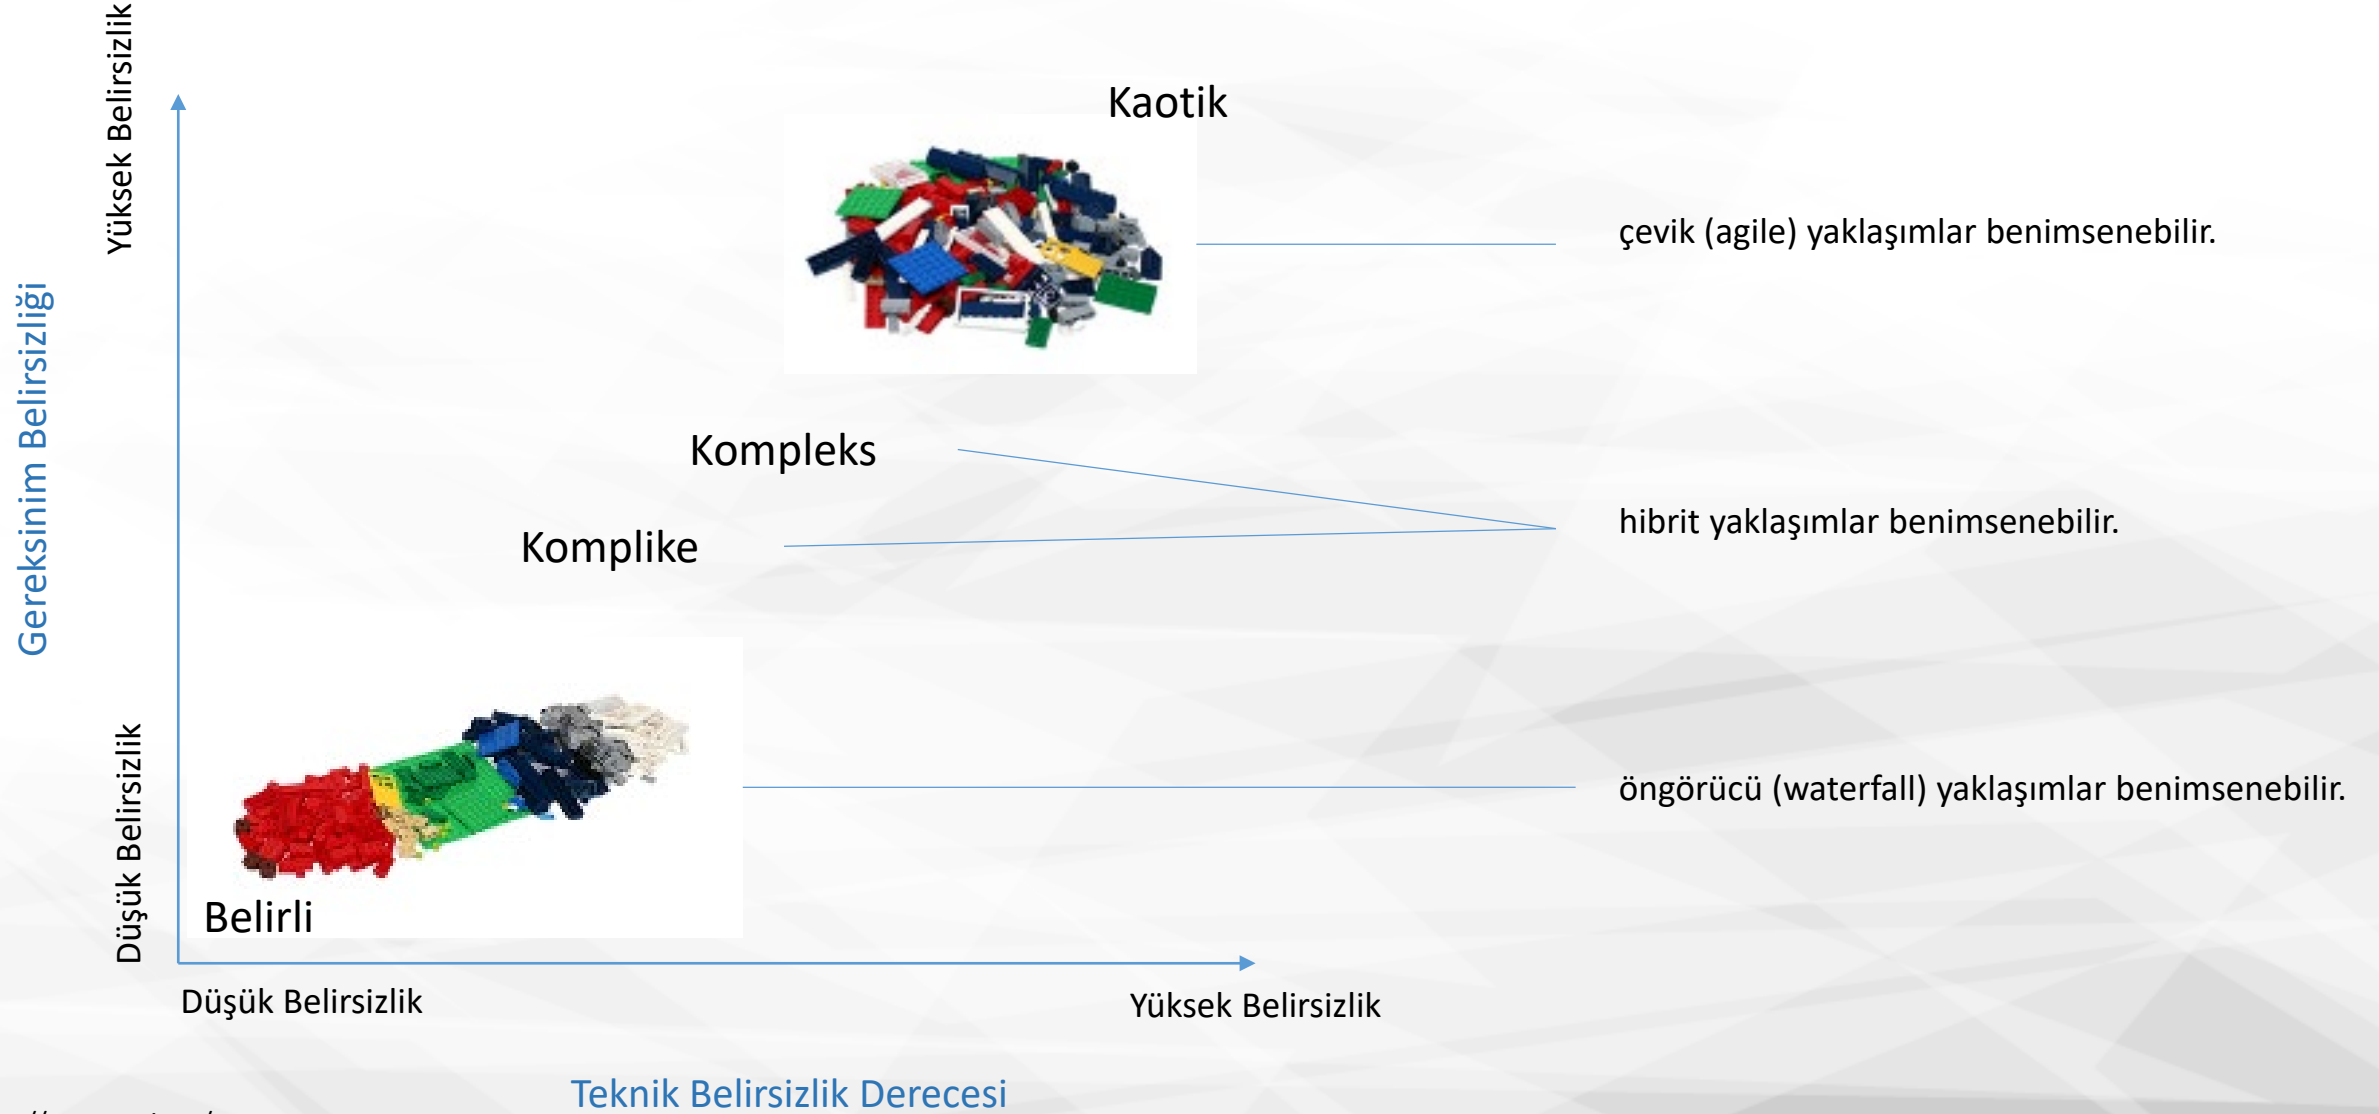 Yüksek Belirsizlik
Gereksinim Belirsizliği
Düşük Belirsizlik
Kaotik
çevik (agile) yaklaşımlar benimsenebilir.
Kompleks
Komplike
hibrit yaklaşımlar benimsenebilir.
öngörücü (waterfall) yaklaşımlar benimsenebilir.
Belirli
Düşük Belirsizlik
Yüksek Belirsizlik
Teknik Belirsizlik Derecesi